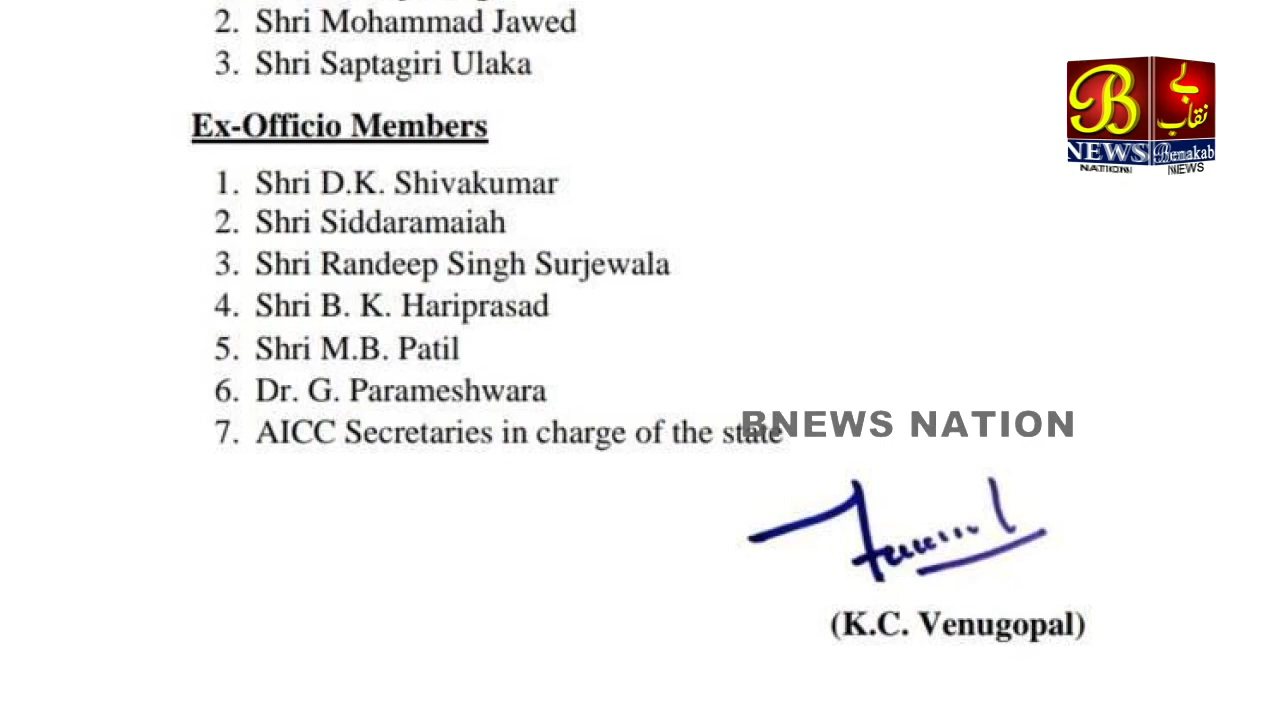 2. Shri Mohammad Jawed
3. Shri Saptagiri Ulaka
Ex-Officio Members
1. Shri D.K. Shivakumar
2. Shri Siddaramaiah
3. Shri Randeep Singh Surjewala
4. Shri B. K. Hariprasad
5. Shri M.B. Patil
6. Dr. G. Parameshwara
7. AICC Secretaries in charge of the state
(K.C. Venugopal)
BNEWS NATION
B
NEWS
NATION
بے
نقاب
Benakab
NEWS